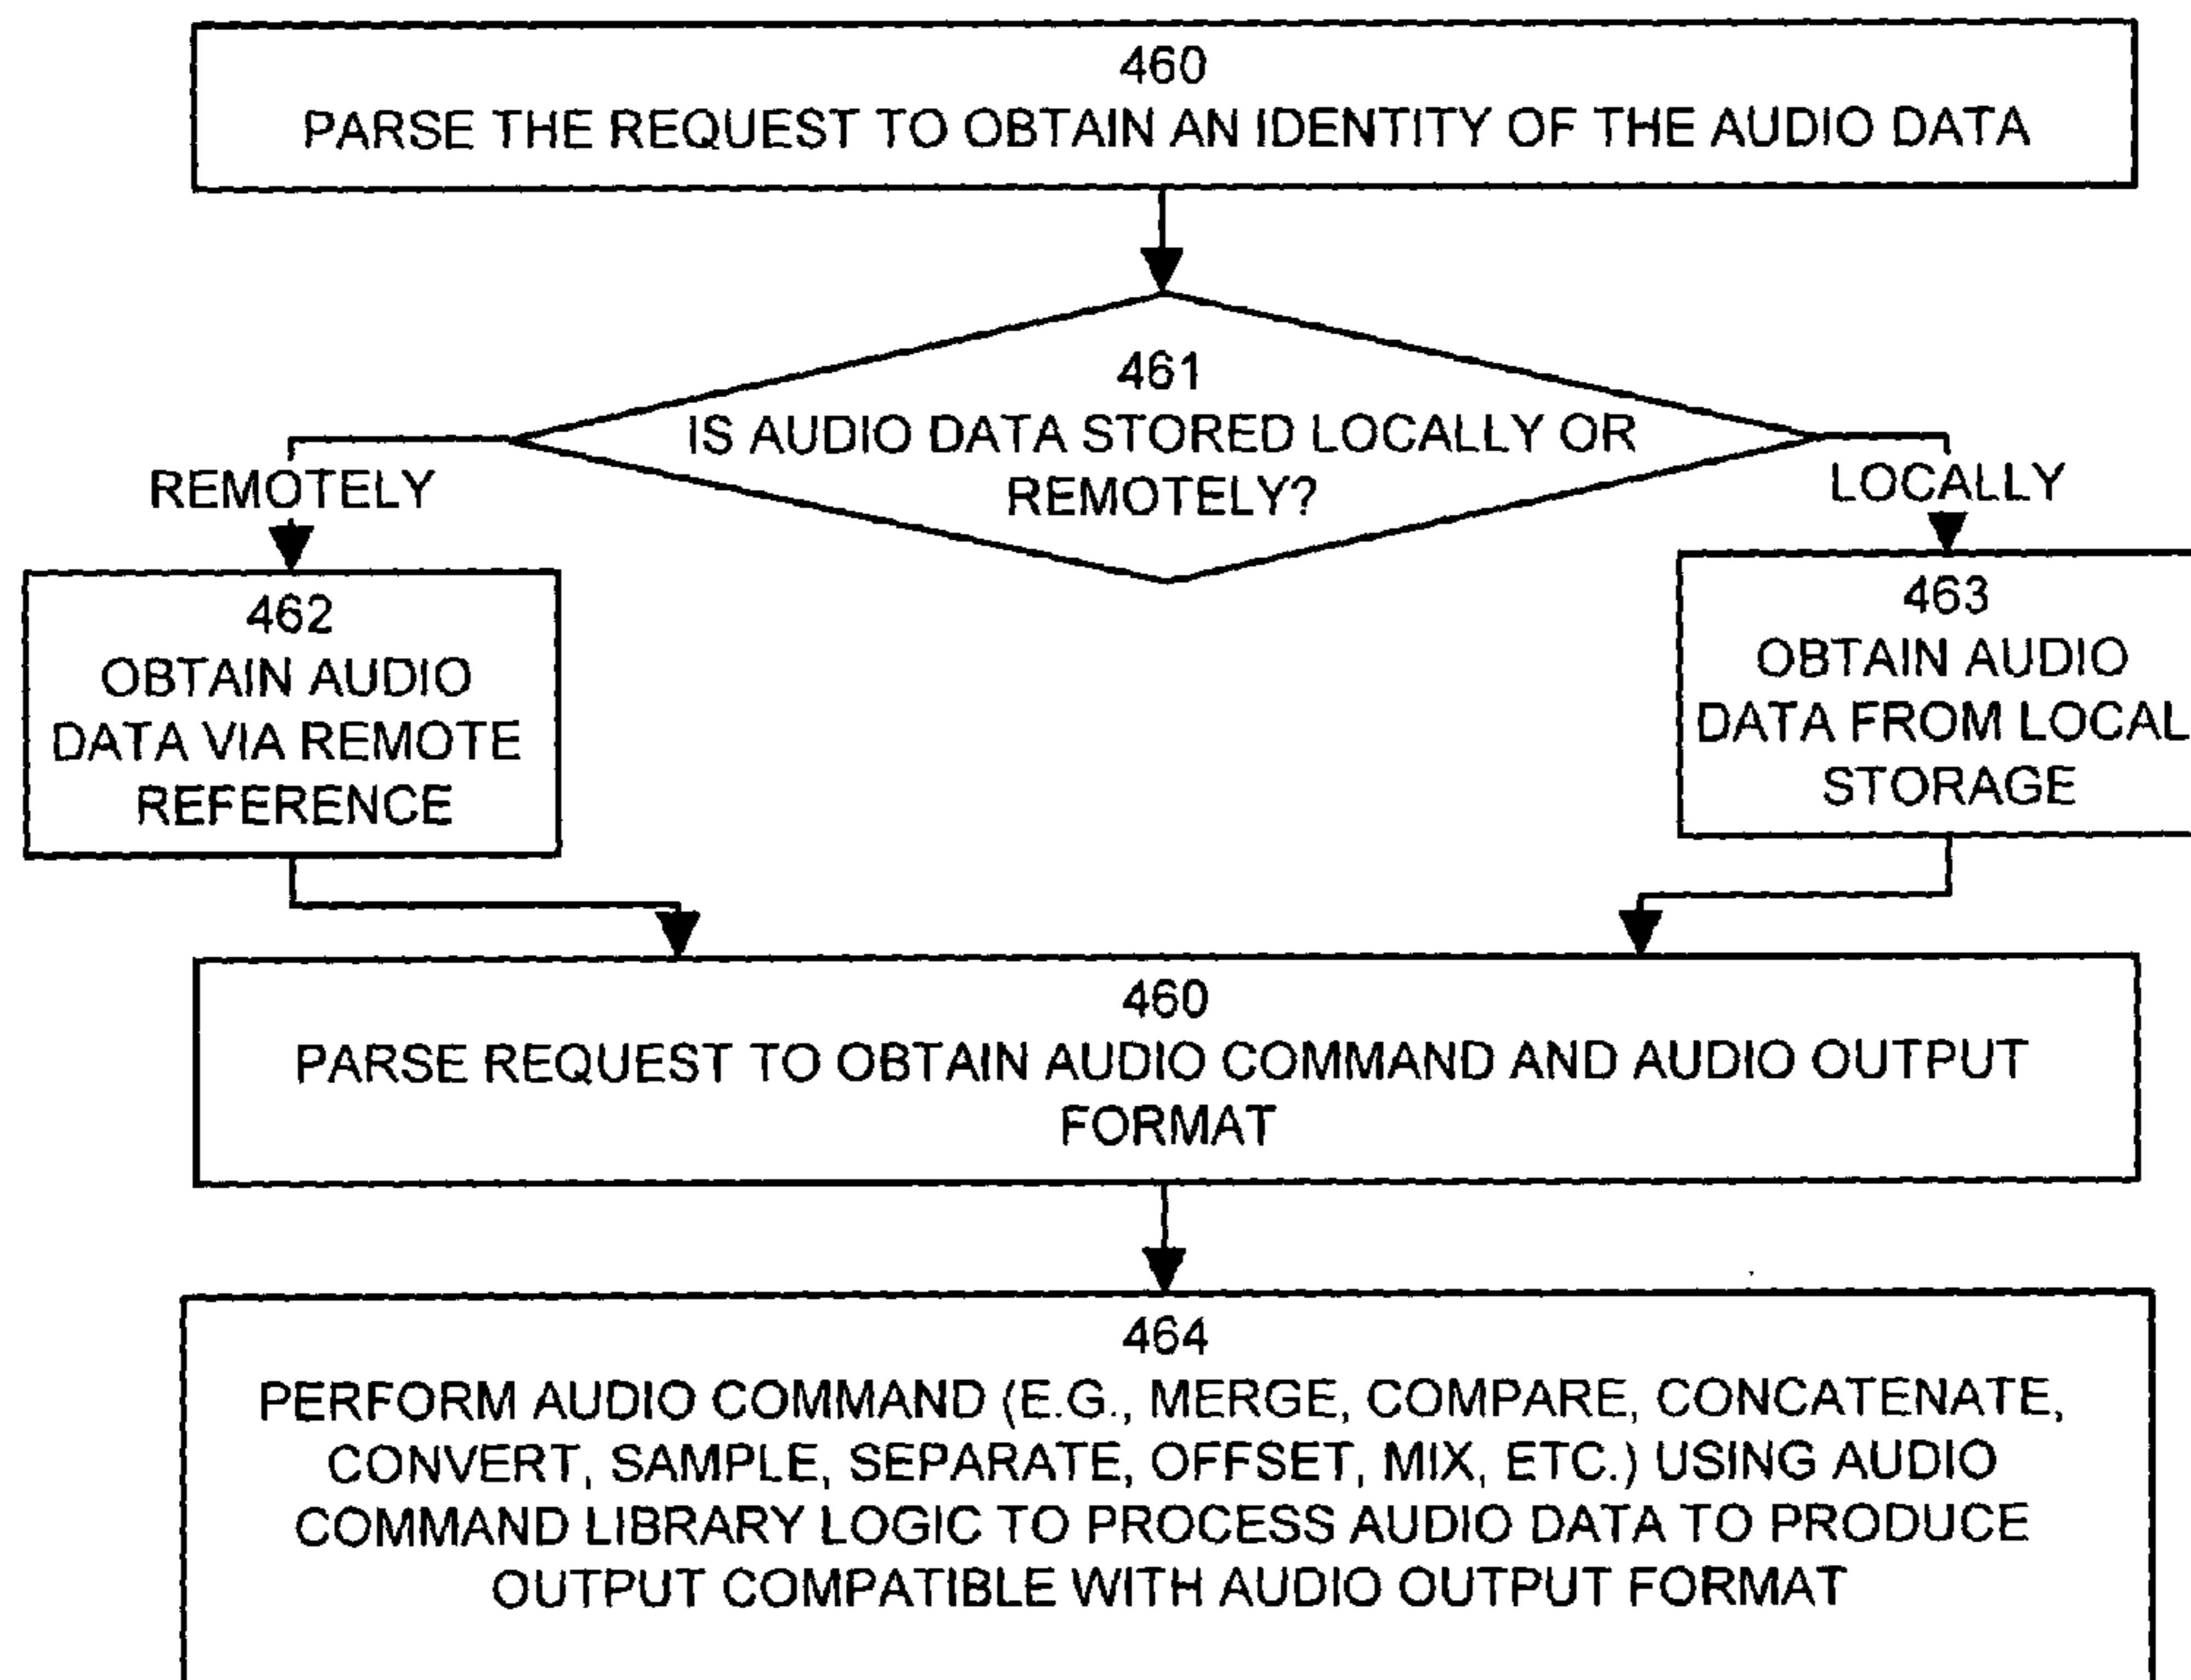 460
PARSE THE REQUEST TO OBTAIN AN IDENTITY OF THE AUDIO DATA
461
IS AUDIO DATA STORED LOCALLY OR
REMOTELY?
REMOTELY
LOCALLY
462
OBTAIN AUDIO
DATA VIA REMOTE
REFERENCE
463
OBTAIN AUDIO
DATA FROM LOCAL
STORAGE
460
PARSE REQUEST TO OBTAIN AUDIO COMMAND AND AUDIO OUTPUT
FORMAT
464
PERFORM AUDIO COMMAND (E.G., MERGE, COMPARE, CONCATENATE,
CONVERT, SAMPLE, SEPARATE, OFFSET, MIX, ETC.) USING AUDIO
COMMAND LIBRARY LOGIC TO PROCESS AUDIO DATA TO PRODUCE
OUTPUT COMPATIBLE WITH AUDIO OUTPUT FORMAT